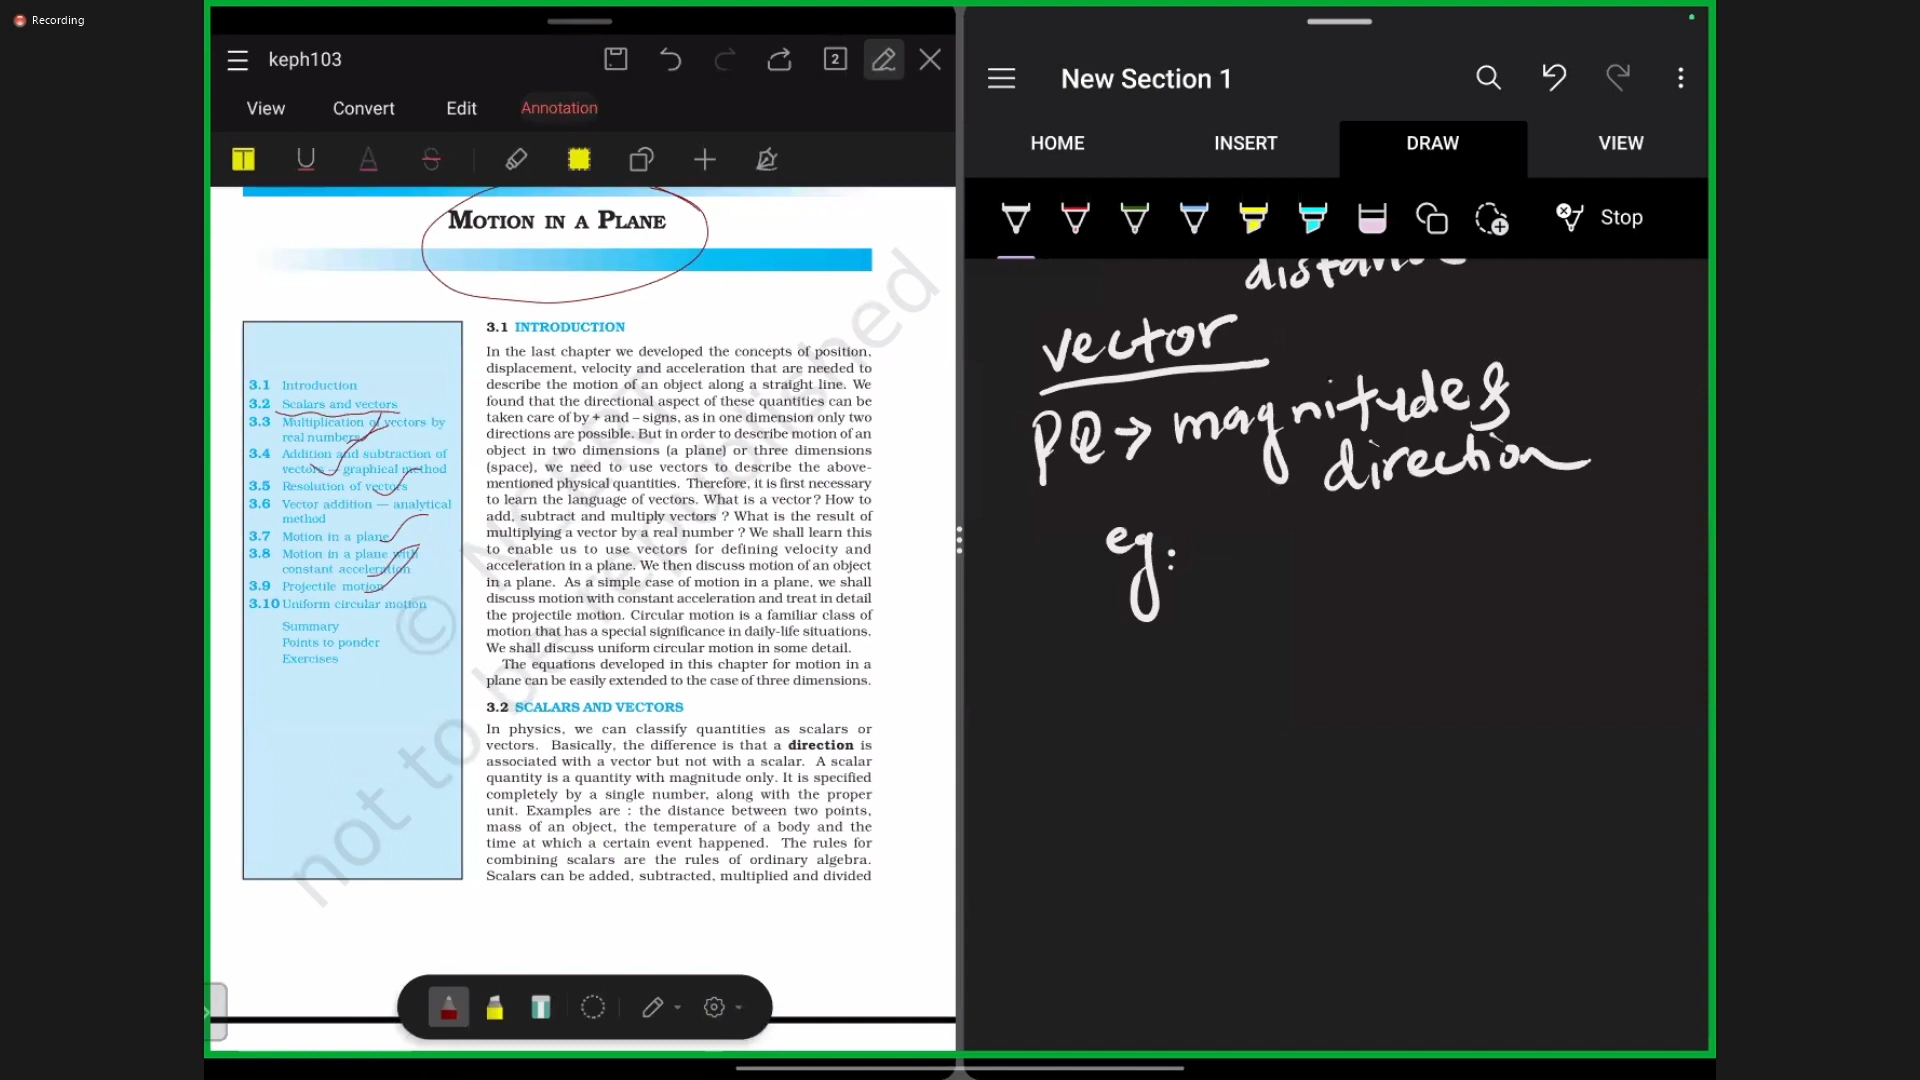 Recording
keph103
2
View Convert Edit Annotation
T U A S
MOTION IN A PLANE
3.1 Introduction
3.2 Scalars and vectors
3.3 Multiplication of vectors by
real numbers
3.4 Addition and subtraction of
vectors — graphical method
3.5 Resolution of vectors
3.6 Vector addition — analytical
method
3.7 Motion in a plane
3.8 Motion in a plane with
constant acceleration
3.9 Projectile motion
3.10 Uniform circular motion
Summary
Points to ponder
Exercises
3.1 INTRODUCTION
In the last chapter we developed the concepts of position,
displacement, velocity and acceleration that are needed to
describe the motion of an object along a straight line. We
found that the directional aspect of these quantities can be
taken care of by + and – signs, as in one dimension only two
directions are possible. But in order to describe motion of an
object in two dimensions (a plane) or three dimensions
(space), we need to use vectors to describe the above-
mentioned physical quantities. Therefore, it is first necessary
to learn the language of vectors. What is a vector ? How to
add, subtract and multiply vectors ? What is the result of
multiplying a vector by a real number ? We shall learn this
to enable us to use vectors for defining velocity and
acceleration in a plane. We then discuss motion of an object
in a plane. As a simple case of motion in a plane, we shall
discuss motion with constant acceleration and treat in detail
the projectile motion. Circular motion is a familiar class of
motion that has a special significance in daily-life situations.
We shall discuss uniform circular motion in some detail.
The equations developed in this chapter for motion in a
plane can be easily extended to the case of three dimensions.
3.2 SCALARS AND VECTORS
In physics, we can classify quantities as scalars or
vectors. Basically, the difference is that a direction is
associated with a vector but not with a scalar. A scalar
quantity is a quantity with magnitude only. It is specified
completely by a single number, along with the proper
unit. Examples are : the distance between two points,
mass of an object, the temperature of a body and the
time at which a certain event happened. The rules for
combining scalars are the rules of ordinary algebra.
Scalars can be added, subtracted, multiplied and divided
© NCERT
not to be republished
New Section 1
HOME INSERT DRAW VIEW
Stop
distance
vector
PQ → magnitude &
direction
eg: